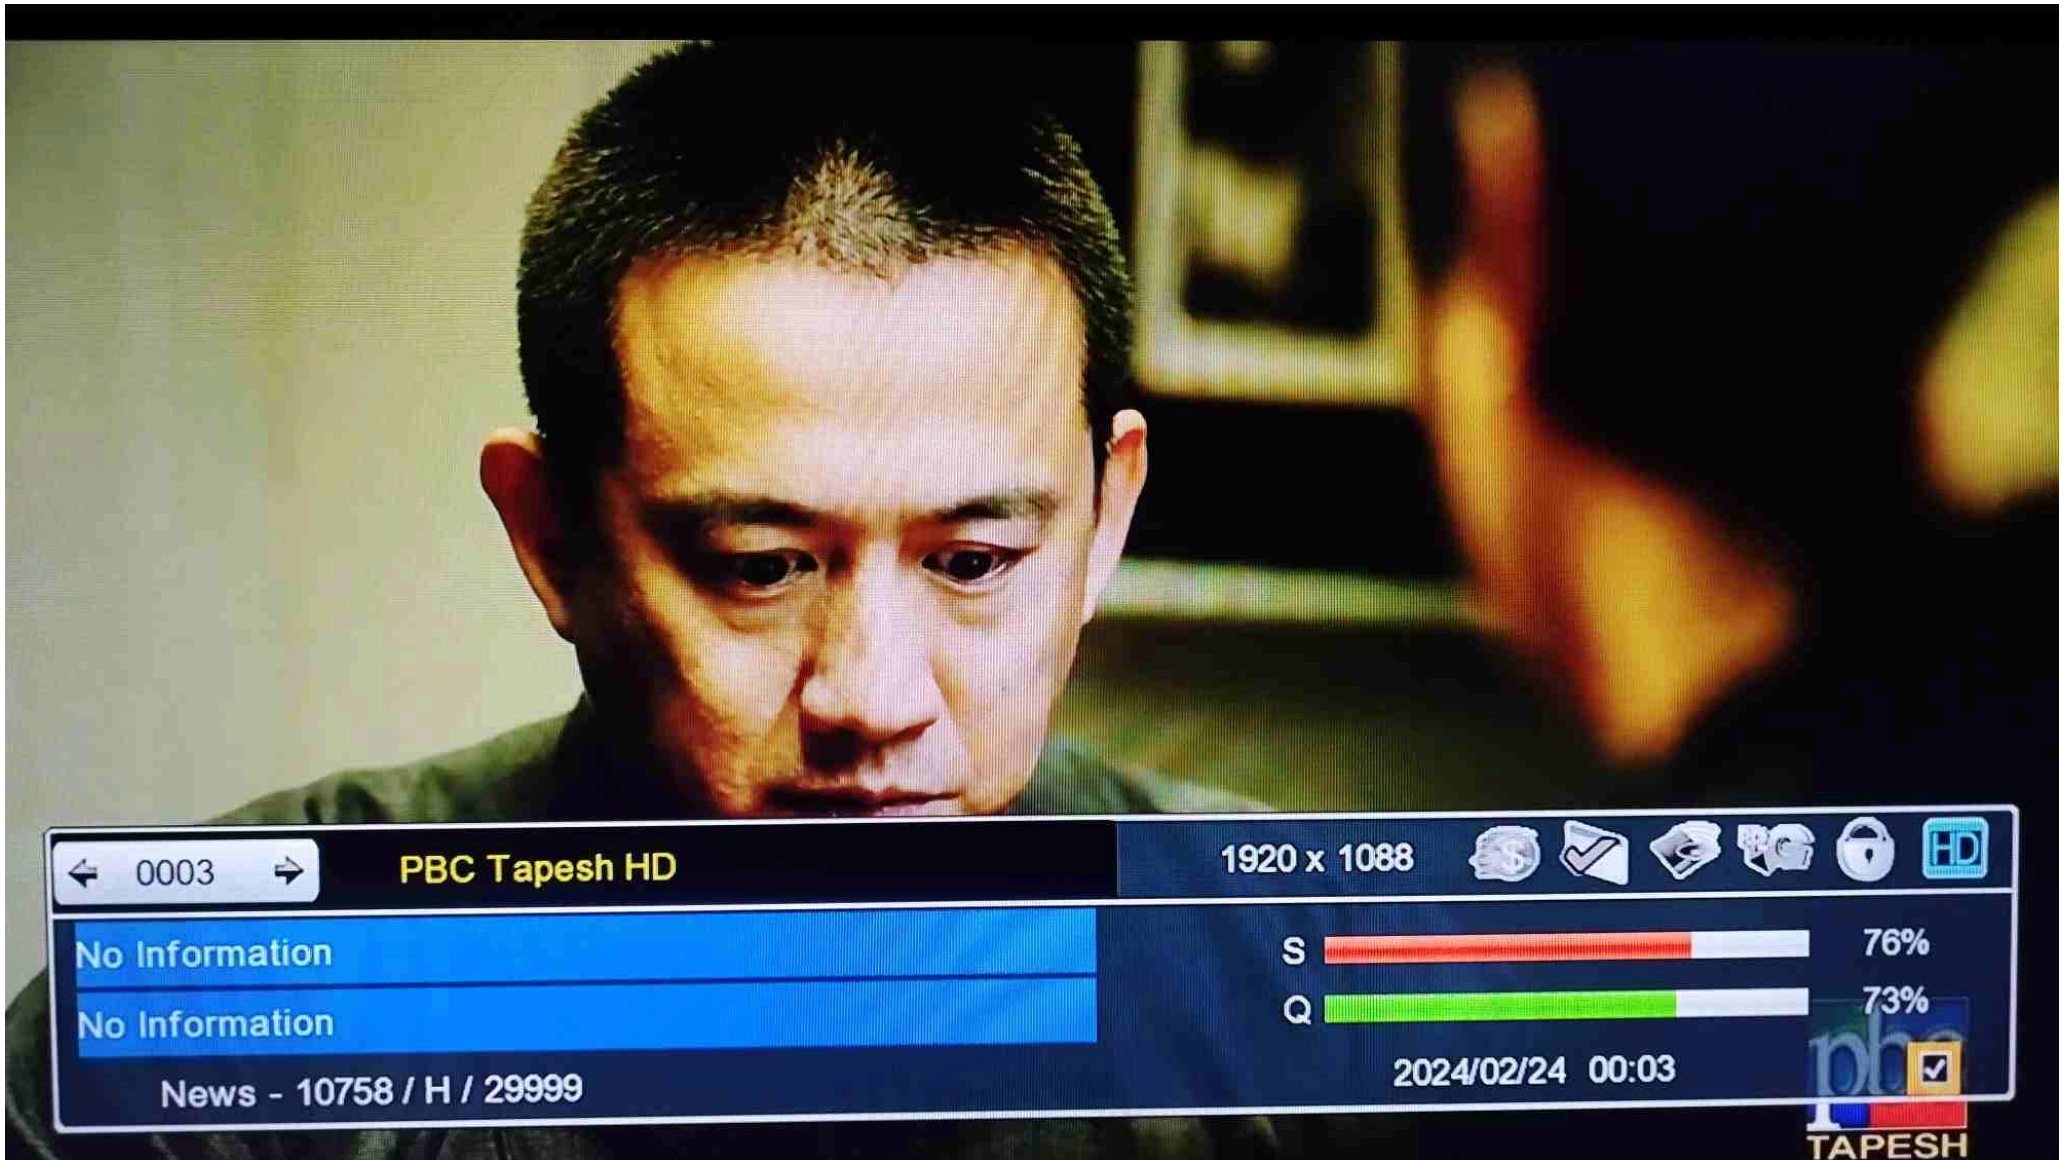 0003
PBC Tapesh HD
1920 x 1088
HD
No Information
No Information
S 76%
Q 73%
News - 10758 / H / 29999
2024/02/24 00:03
pbc
TAPESH